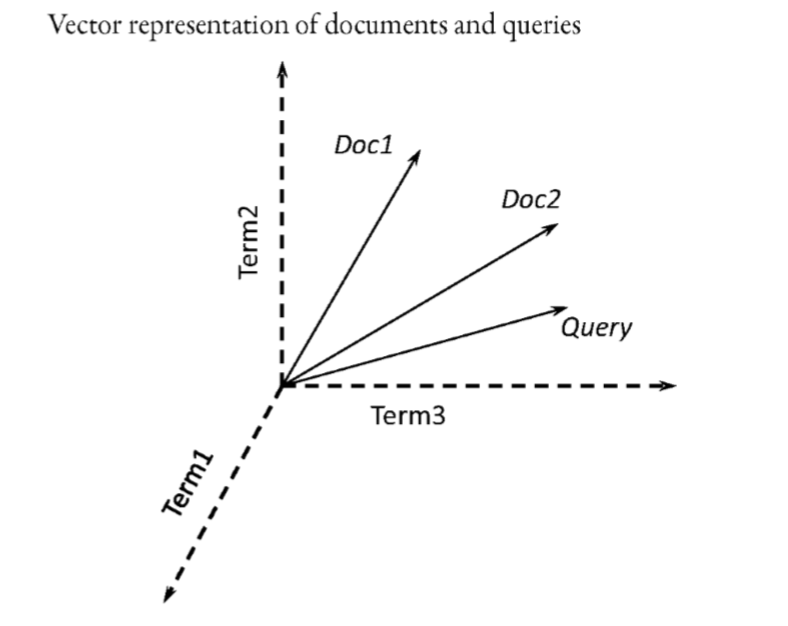 Vector representation of documents and queries
Doc1
Doc2
Term2
Query
Term3
Term1